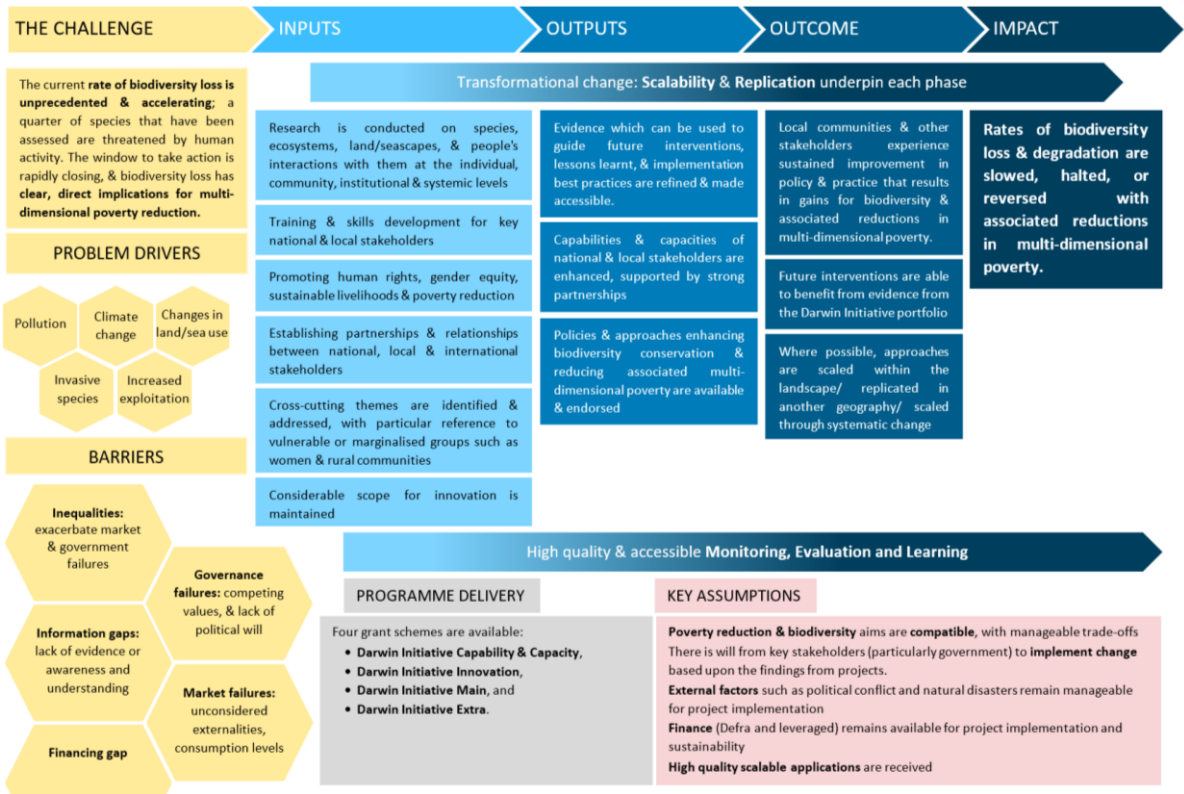 THE CHALLENGE
INPUTS
OUTPUTS
OUTCOME
IMPACT
Transformational change: Scalability & Replication underpin each phase
The current rate of biodiversity loss is
unprecedented & accelerating; a
quarter of species that have been
assessed are threatened by human
activity. The window to take action is
rapidly closing, & biodiversity loss has
clear, direct implications for multi-
dimensional poverty reduction.
PROBLEM DRIVERS
Pollution
Climate
change
Changes in
land/sea use
Invasive
species
Increased
exploitation
BARRIERS
Inequalities:
exacerbate market
& government
failures
Governance
failures: competing
values, & lack of
political will
Information gaps:
lack of evidence or
awareness and
understanding
Market failures:
unconsidered
externalities,
consumption levels
Financing gap
Research is conducted on species,
ecosystems, land/seascapes, & people's
interactions with them at the individual,
community, institutional & systemic levels
Training & skills development for key
national & local stakeholders
Promoting human rights, gender equity,
sustainable livelihoods & poverty reduction
Establishing partnerships & relationships
between national, local & international
stakeholders
Cross-cutting themes are identified &
addressed, with particular reference to
vulnerable or marginalised groups such as
women & rural communities
Considerable scope for innovation is
maintained
Evidence which can be used to
guide future interventions,
lessons learnt, & implementation
best practices are refined & made
accessible.
Capabilities & capacities of
national & local stakeholders are
enhanced, supported by strong
partnerships
Policies & approaches enhancing
biodiversity conservation &
reducing associated multi-
dimensional poverty are available
& endorsed
Local communities & other
stakeholders experience
sustained improvement in
policy & practice that results
in gains for biodiversity &
associated reductions in
multi-dimensional poverty.
Future interventions are able
to benefit from evidence from
the Darwin Initiative portfolio
Where possible, approaches
are scaled within the
landscape/ replicated in
another geography/ scaled
through systematic change
Rates of biodiversity
loss & degradation are
slowed, halted, or
reversed with
associated reductions
in multi-dimensional
poverty.
High quality & accessible Monitoring, Evaluation and Learning
PROGRAMME DELIVERY
Four grant schemes are available:
• Darwin Initiative Capability & Capacity,
• Darwin Initiative Innovation,
• Darwin Initiative Main, and
• Darwin Initiative Extra.
KEY ASSUMPTIONS
Poverty reduction & biodiversity aims are compatible, with manageable trade-offs
There is will from key stakeholders (particularly government) to implement change
based upon the findings from projects.
External factors such as political conflict and natural disasters remain manageable
for project implementation
Finance (Defra and leveraged) remains available for project implementation and
sustainability
High quality scalable applications are received